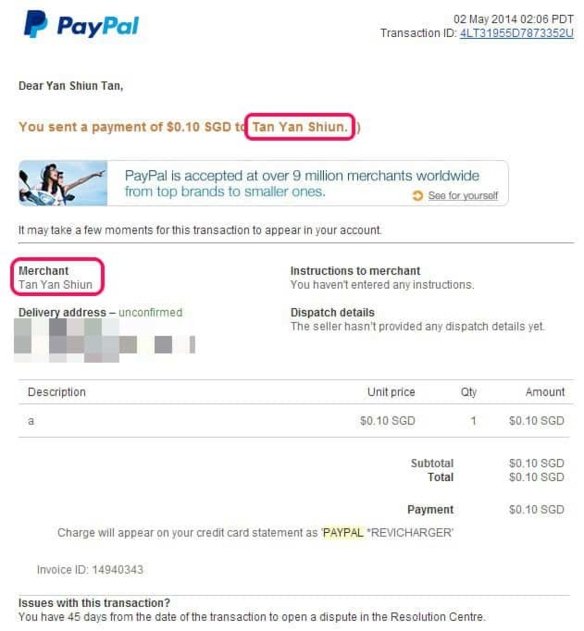 PayPal
02 May 2014 02:06 PDT
Transaction ID: 4LT31955D7873352U
Dear Yan Shiun Tan,
You sent a payment of $0.10 SGD to Tan Yan Shiun. )
PayPal is accepted at over 9 million merchants worldwide
from top brands to smaller ones.
See for yourself
It may take a few moments for this transaction to appear in your account.
Merchant
Tan Yan Shiun
Instructions to merchant
You haven't entered any instructions.
Delivery address – unconfirmed
Dispatch details
The seller hasn't provided any dispatch details yet.
Description Unit price Qty Amount
a $0.10 SGD 1 $0.10 SGD
Subtotal $0.10 SGD
Total $0.10 SGD
Payment $0.10 SGD
Charge will appear on your credit card statement as 'PAYPAL *REVICHARGER'
Invoice ID: 14940343
Issues with this transaction?
You have 45 days from the date of the transaction to open a dispute in the Resolution Centre.